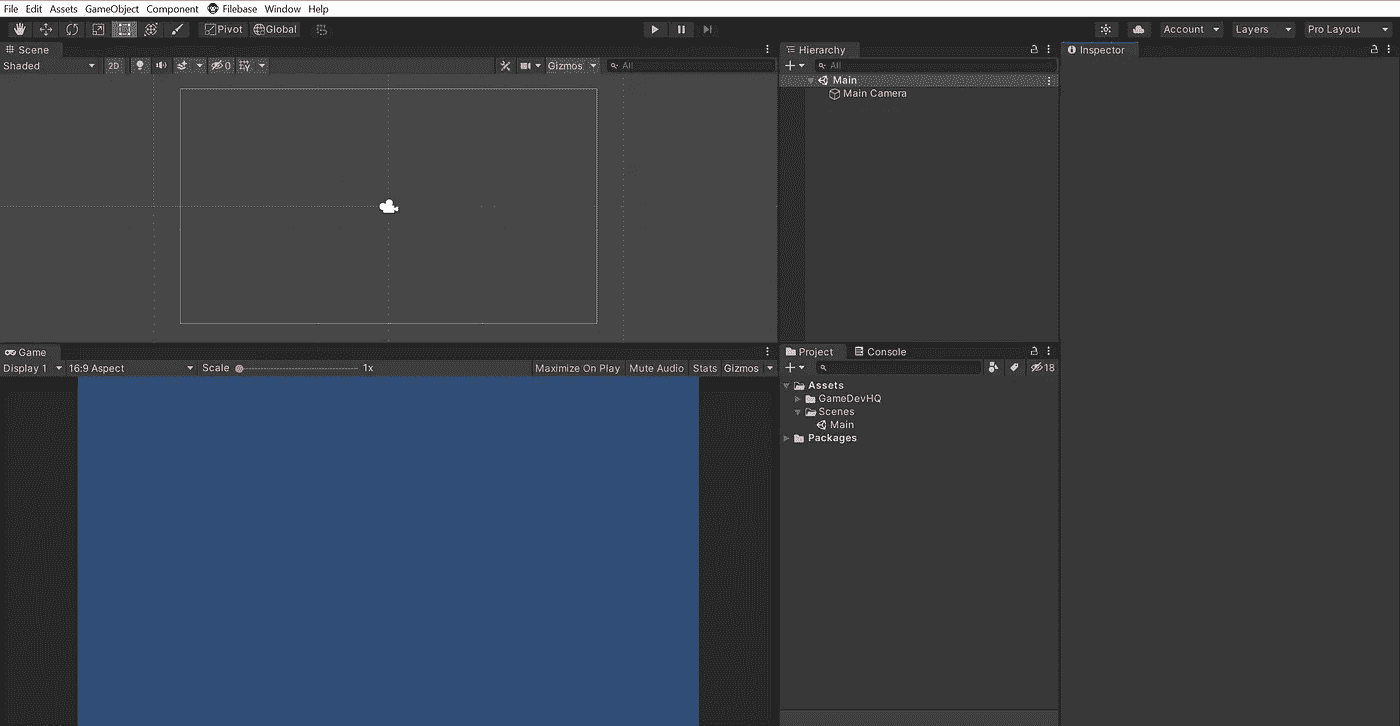 File Edit Assets GameObject Component Filebase Window Help
Pivot Global Account Layers Pro Layout
Scene
Shaded 2D 0 Gizmos All
Hierarchy
All
Main
Main Camera
Inspector
Game
Display 1 16:9 Aspect Scale 1x Maximize On Play Mute Audio Stats Gizmos
Project Console
18
Assets
GameDevHQ
Scenes
Main
Packages